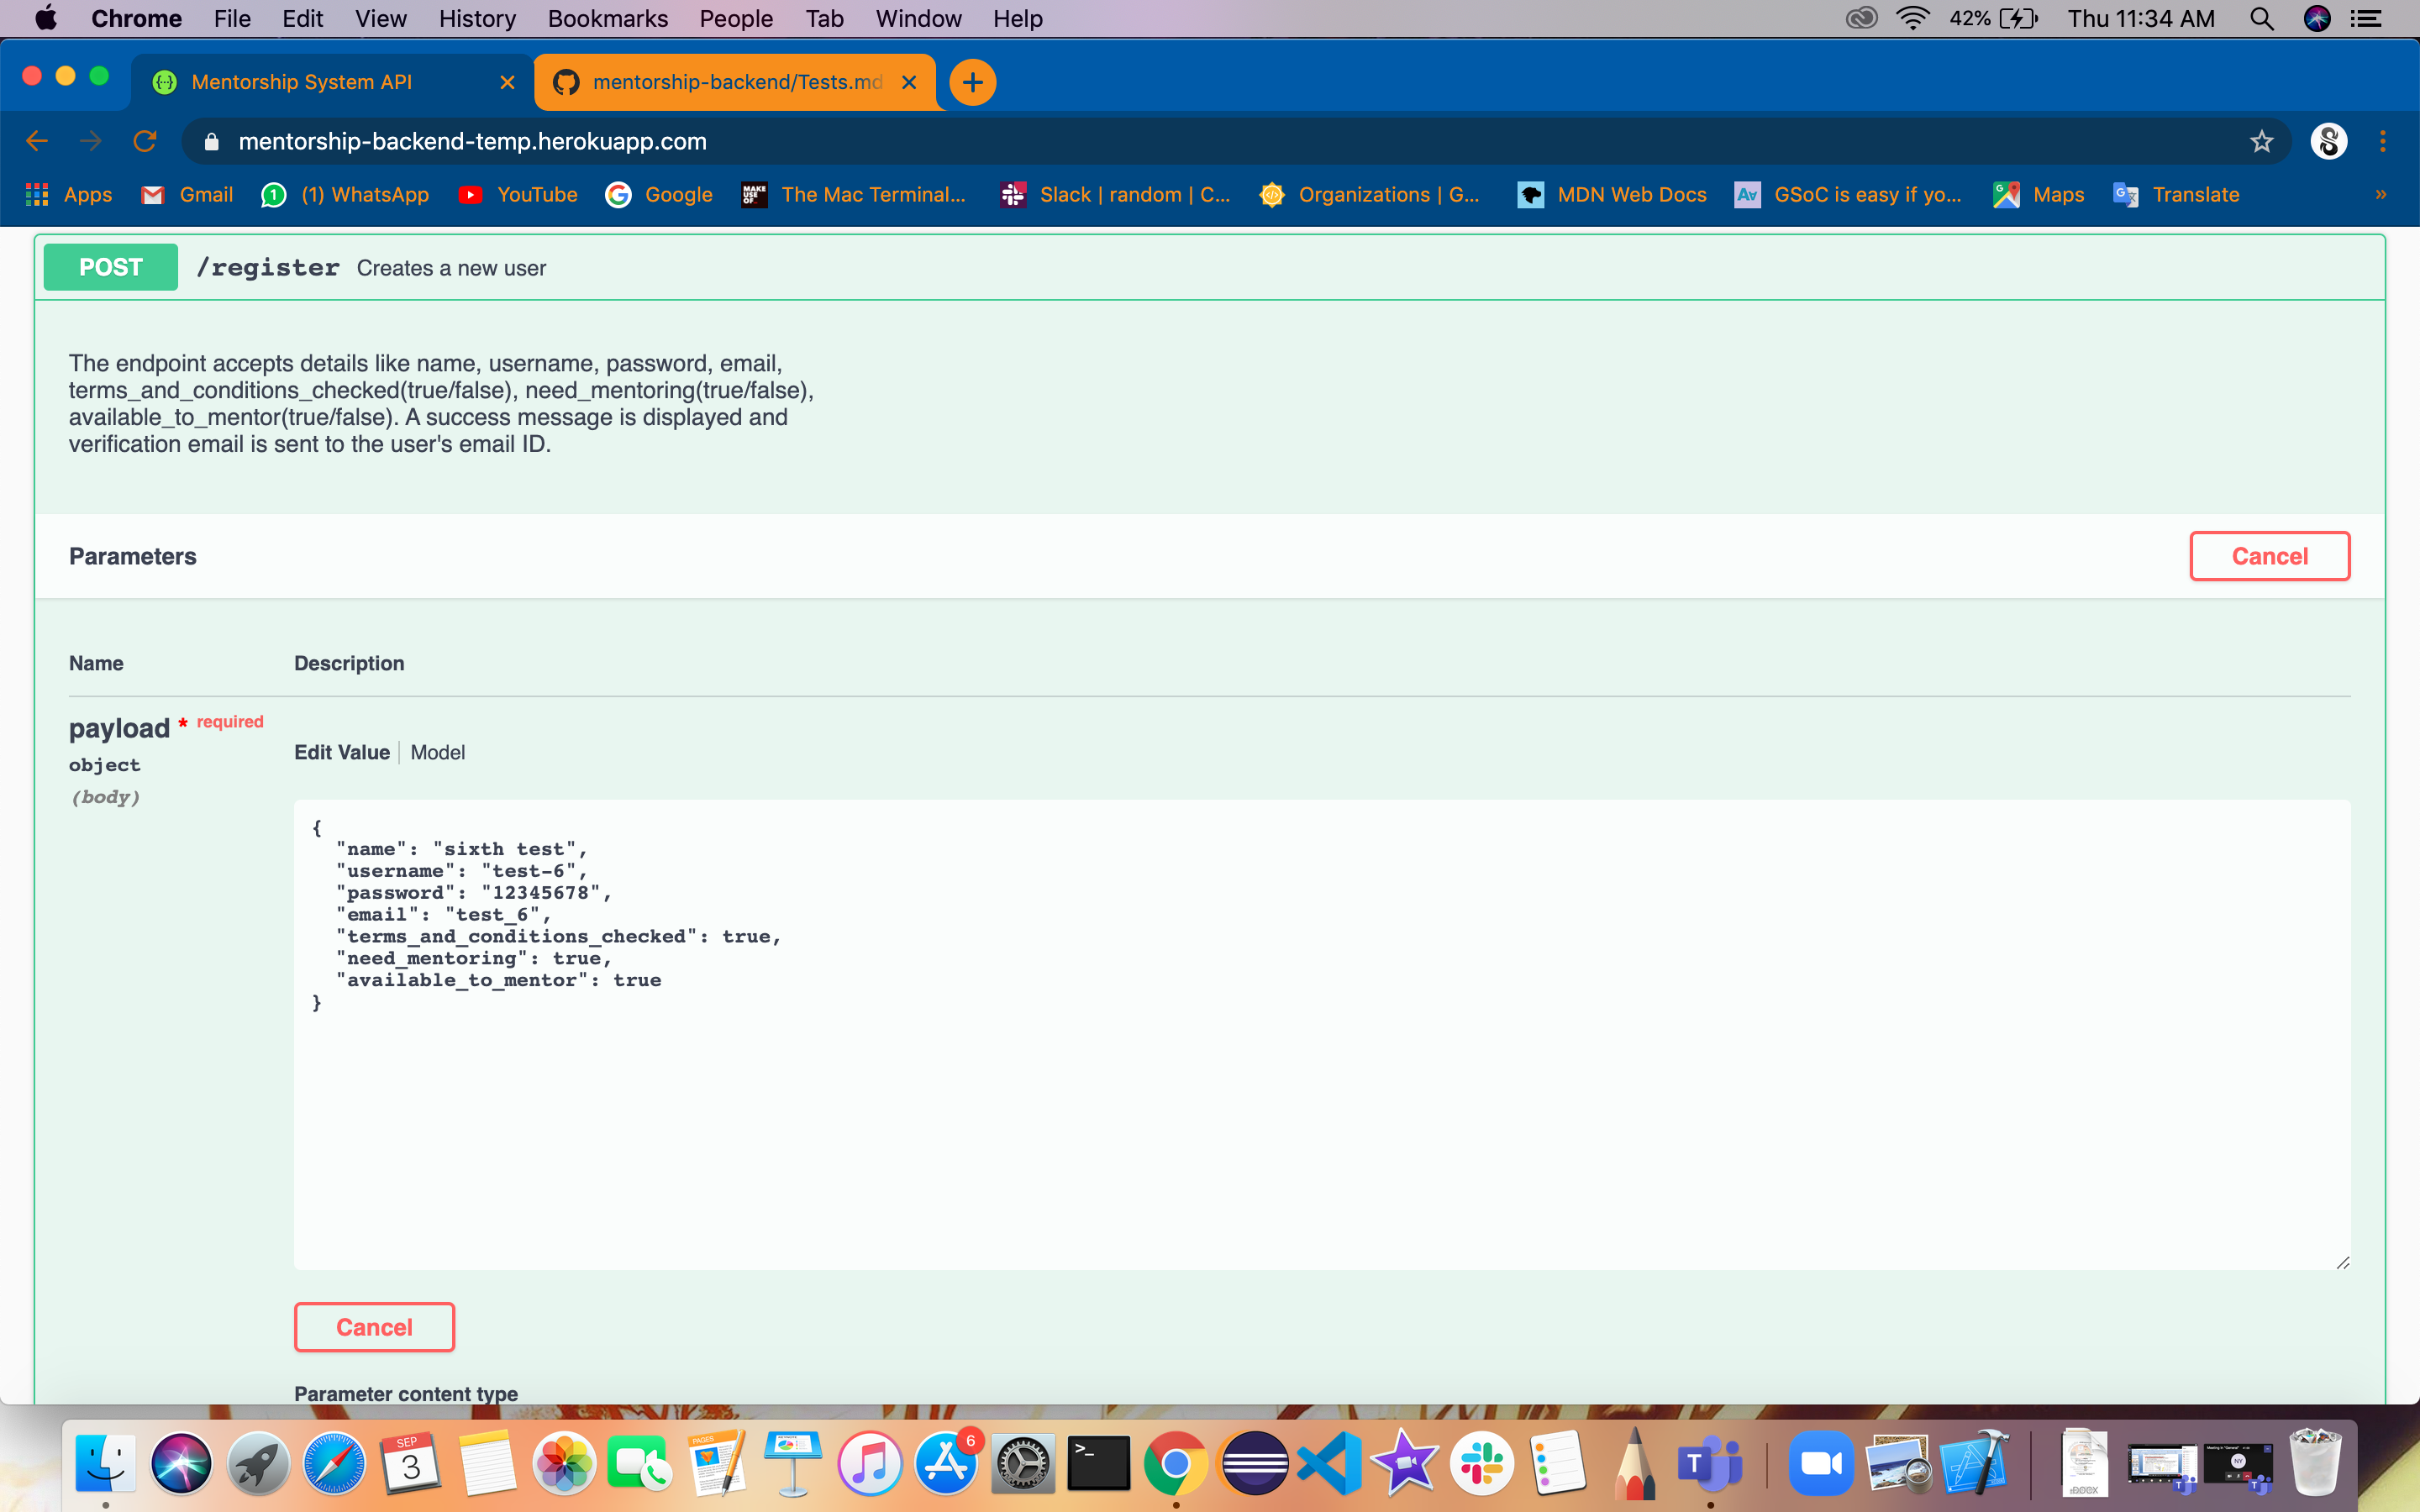 Chrome File Edit View History Bookmarks People Tab Window Help 42% Thu 11:34 AM
Mentorship System API mentorship-backend/Tests.md
mentorship-backend-temp.herokuapp.com
Apps Gmail (1) WhatsApp YouTube Google MAKE USE OF The Mac Terminal... Slack | random | C... Organizations | G... MDN Web Docs GSoC is easy if yo... Maps Translate »
POST /register Creates a new user
The endpoint accepts details like name, username, password, email,
terms_and_conditions_checked(true/false), need_mentoring(true/false),
available_to_mentor(true/false). A success message is displayed and
verification email is sent to the user's email ID.
Parameters Cancel
Name Description
payload * required
object
(body)
Edit Value Model
{
"name": "sixth test",
"username": "test-6",
"password": "12345678",
"email": "test_6",
"terms_and_conditions_checked": true,
"need_mentoring": true,
"available_to_mentor": true
}
Cancel
Parameter content type
SEP
3
PAGES
6
DOCX
NY